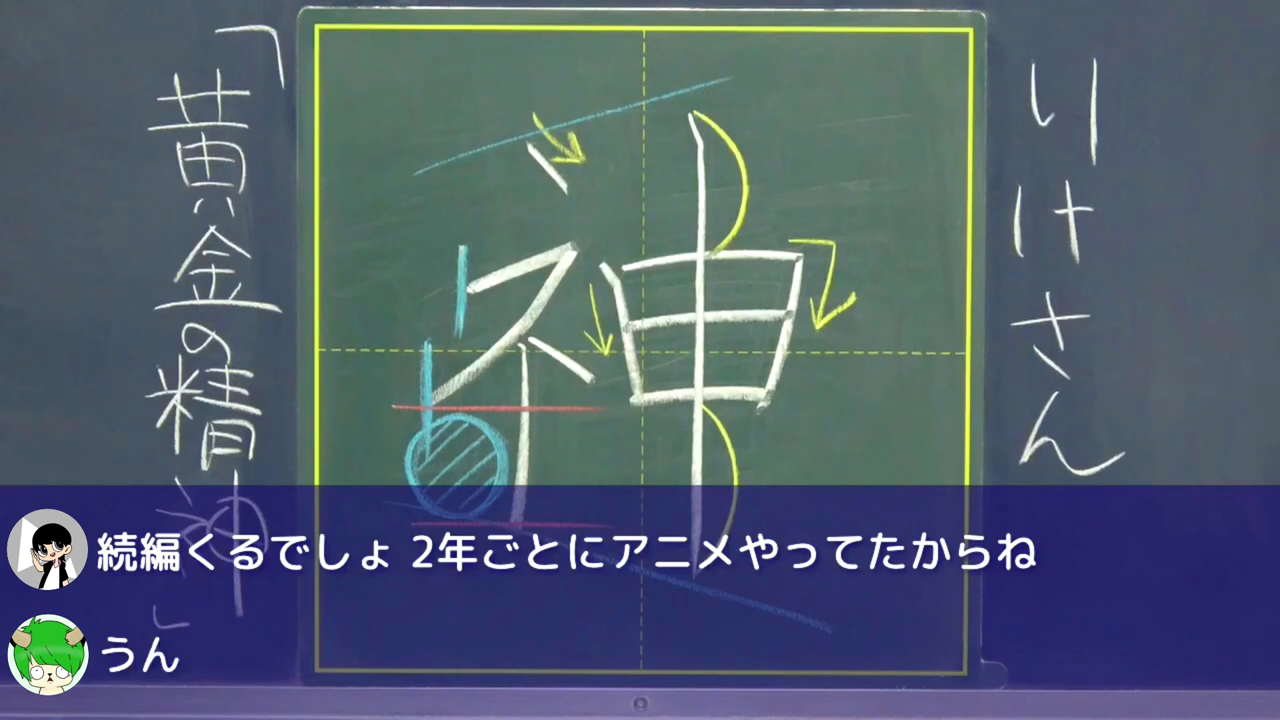 いけさん
神
「黄金の精神」
続編くるでしょ 2年ごとにアニメやってたからね
うん